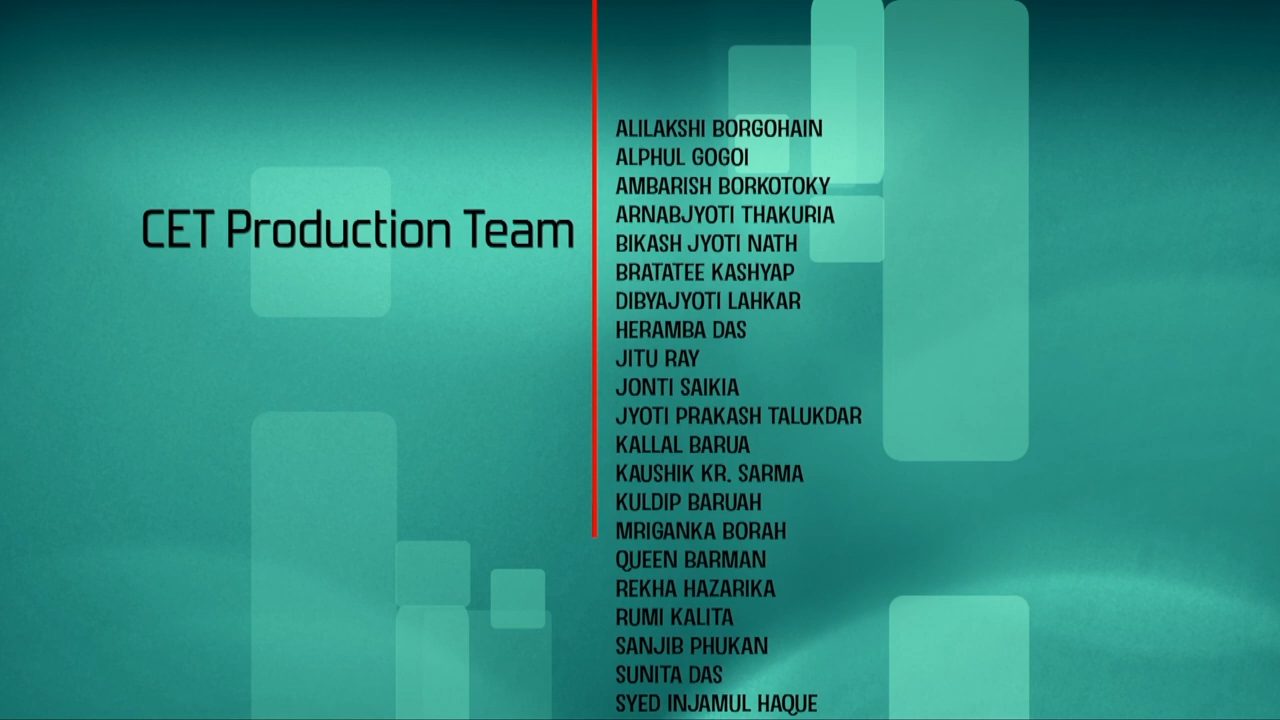 CET Production Team
ALILAKSHI BORGOHAIN
ALPHUL GOGOI
AMBARISH BORKOTOKY
ARNABJYOTI THAKURIA
BIKASH JYOTI NATH
BRATATEE KASHYAP
DIBYAJYOTI LAHKAR
HERAMBA DAS
JITU RAY
JONTI SAIKIA
JYOTI PRAKASH TALUKDAR
KALLAL BARUA
KAUSHIK KR. SARMA
KULDIP BARUAH
MRIGANKA BORAH
QUEEN BARMAN
REKHA HAZARIKA
RUMI KALITA
SANJIB PHUKAN
SUNITA DAS
SYED INJAMUL HAQUE